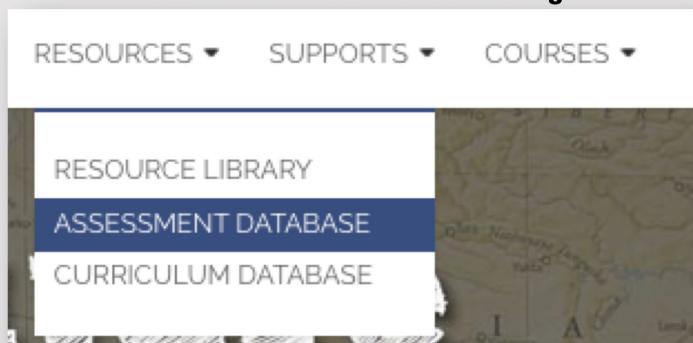 RESOURCES SUPPORTS COURSES
RESOURCE LIBRARY
ASSESSMENT DATABASE
CURRICULUM DATABASE
I A